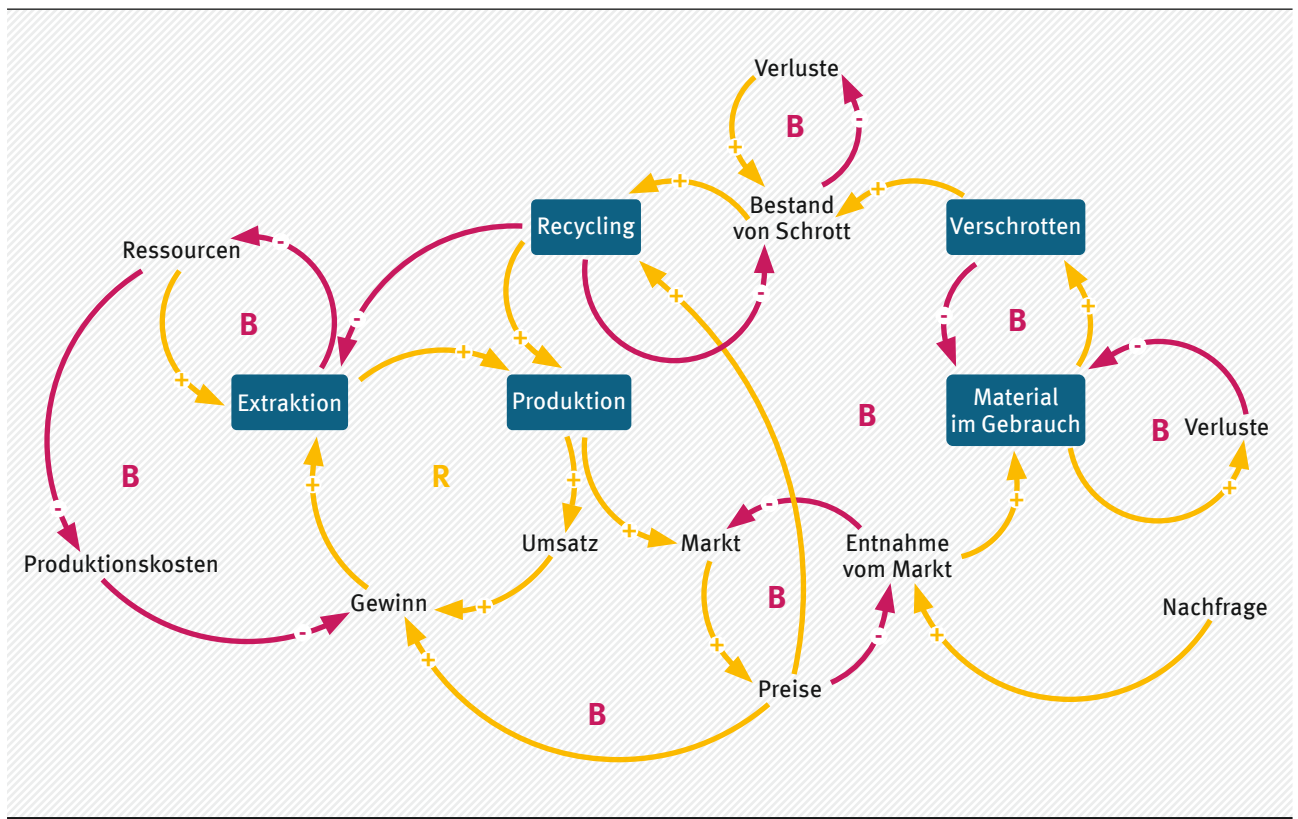 Verluste
B
Bestand
von Schrott
Recycling
Verschrotten
Ressourcen
B
B
Extraktion
Produktion
Material
im Gebrauch
B
B
Verluste
B
R
Umsatz
Markt
Entnahme
vom Markt
Produktionskosten
Gewinn
B
Nachfrage
Preise
B
+
-
+
+
-
+
-
-
+
+
-
+
-
+
+
-
+
+
+
-
+
+
+
-
+
-
+
-
+
+